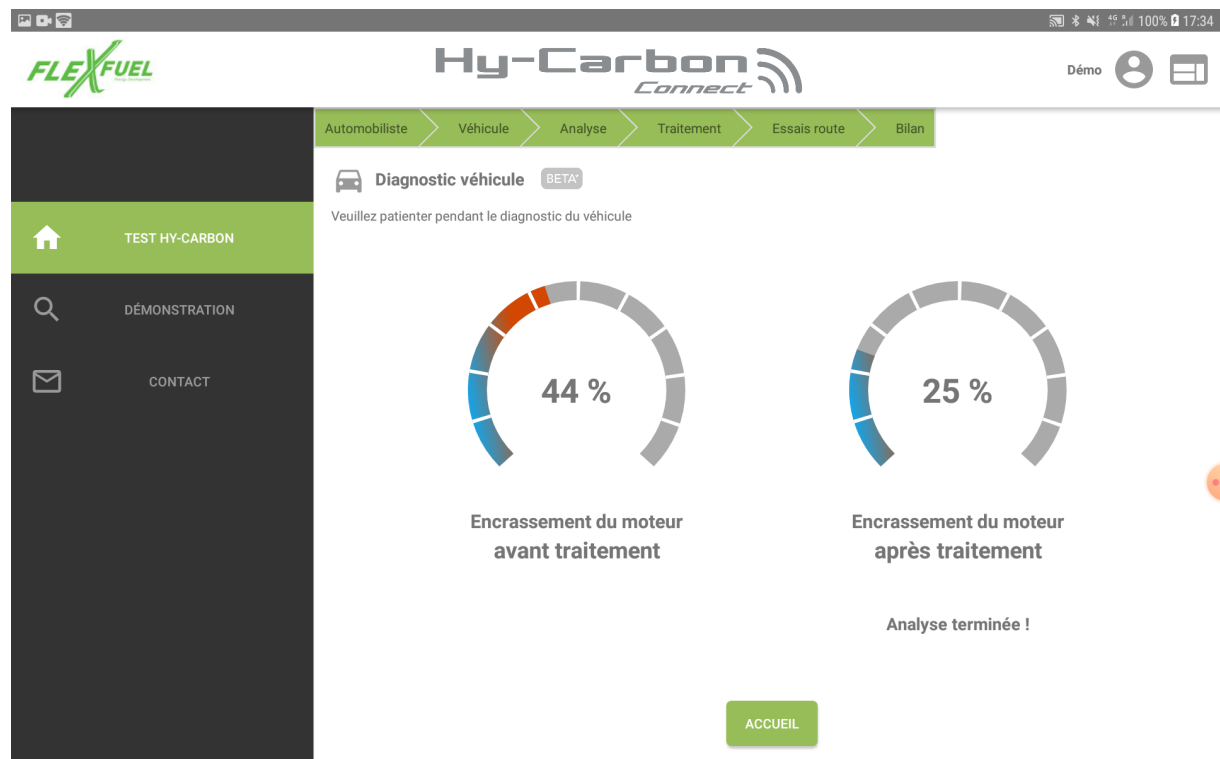 4G 100% 17:34
FLEXFUEL
Hy-Carbon
Connect
Démo
Automobiliste Véhicule Analyse Traitement Essais route Bilan
Diagnostic véhicule BETA*
Veuillez patienter pendant le diagnostic du véhicule
TEST HY-CARBON
DÉMONSTRATION
CONTACT
44 % 25 %
Encrassement du moteur
avant traitement
Encrassement du moteur
après traitement
Analyse terminée !
ACCUEIL